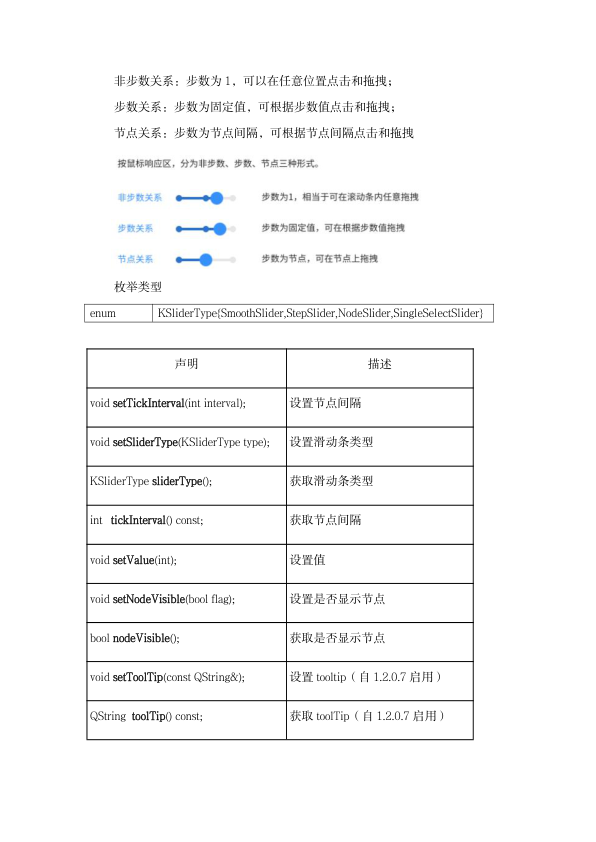 非步数关系：步数为 1，可以在任意位置点击和拖拽；
步数关系：步数为固定值，可根据步数值点击和拖拽；
节点关系：步数为节点间隔，可根据节点间隔点击和拖拽
按鼠标响应区，分为非步数、步数、节点三种形式。
非步数关系 步数为1，相当于可在滚动条内任意拖拽
步数关系 步数为固定值，可在根据步数值拖拽
节点关系 步数为节点，可在节点上拖拽
枚举类型
enum KSliderType{SmoothSlider,StepSlider,NodeSlider,SingleSelectSlider}
声明 描述
void setTickInterval(int interval); 设置节点间隔
void setSliderType(KSliderType type); 设置滑动条类型
KSliderType sliderType(); 获取滑动条类型
int tickInterval() const; 获取节点间隔
void setValue(int); 设置值
void setNodeVisible(bool flag); 设置是否显示节点
bool nodeVisible(); 获取是否显示节点
void setToolTip(const QString&); 设置 tooltip（自 1.2.0.7 启用）
QString toolTip() const; 获取 toolTip（自 1.2.0.7 启用）